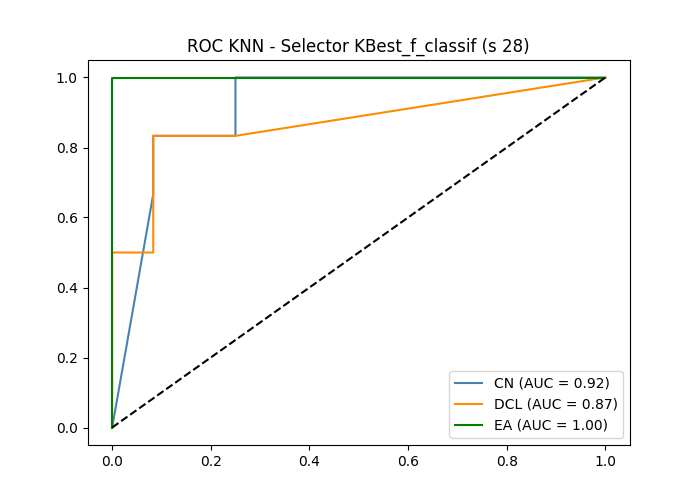 ROC KNN - Selector KBest_f_classif (s 28)
1.0
0.8
0.6
0.4
0.2
0.0
0.0 0.2 0.4 0.6 0.8 1.0
CN (AUC = 0.92)
DCL (AUC = 0.87)
EA (AUC = 1.00)